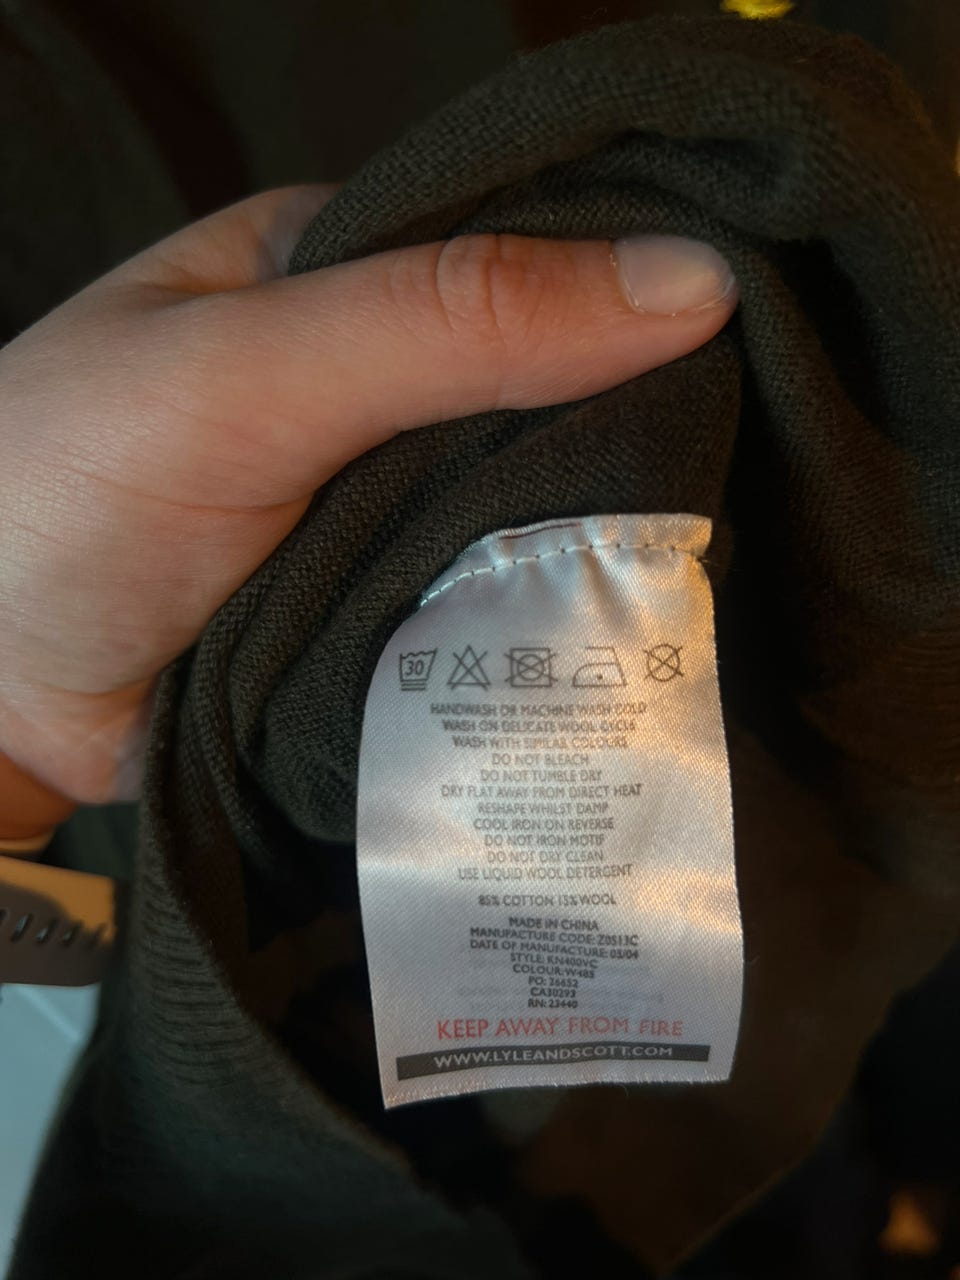 30
HANDWASH OR MACHINE WASH COLD
WASH ON DELICATE WOOL CYCLE
WASH WITH SIMILAR COLOURS
DO NOT BLEACH
DO NOT TUMBLE DRY
DRY FLAT AWAY FROM DIRECT HEAT
RESHAPE WHILST DAMP
COOL IRON ON REVERSE
DO NOT IRON MOTIF
DO NOT DRY CLEAN
USE LIQUID WOOL DETERGENT
85% COTTON 15% WOOL
MADE IN CHINA
MANUFACTURE CODE: Z0513C
DATE OF MANUFACTURE: 05/04
STYLE: KN400VC
COLOUR: W485
PO: 26652
CA30293
RN: 23440
KEEP AWAY FROM FIRE
WWW.LYLEANDSCOTT.COM